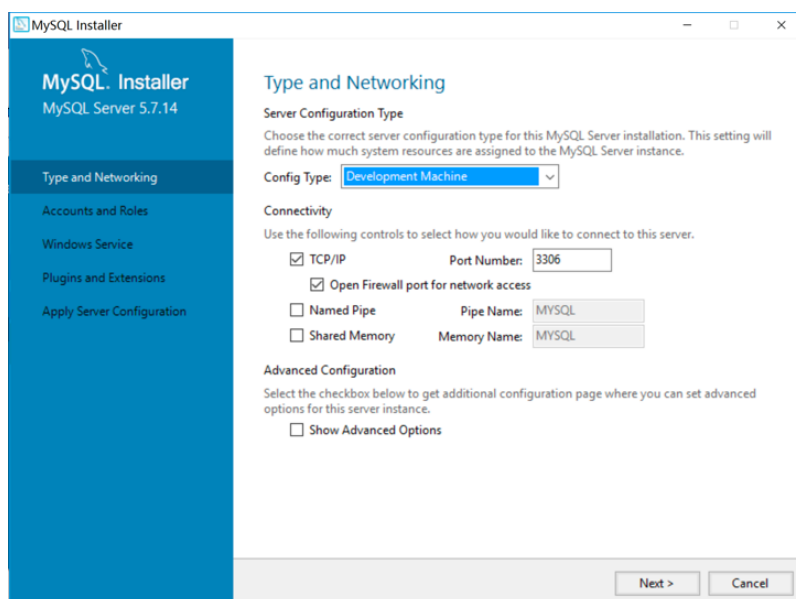 MySQL Installer
MySQL. Installer
MySQL Server 5.7.14
Type and Networking
Accounts and Roles
Windows Service
Plugins and Extensions
Apply Server Configuration
Type and Networking
Server Configuration Type
Choose the correct server configuration type for this MySQL Server installation. This setting will
define how much system resources are assigned to the MySQL Server instance.
Config Type: Development Machine
Connectivity
Use the following controls to select how you would like to connect to this server.
TCP/IP Port Number: 3306
Open Firewall port for network access
Named Pipe Pipe Name: MYSQL
Shared Memory Memory Name: MYSQL
Advanced Configuration
Select the checkbox below to get additional configuration page where you can set advanced
options for this server instance.
Show Advanced Options
Next > Cancel